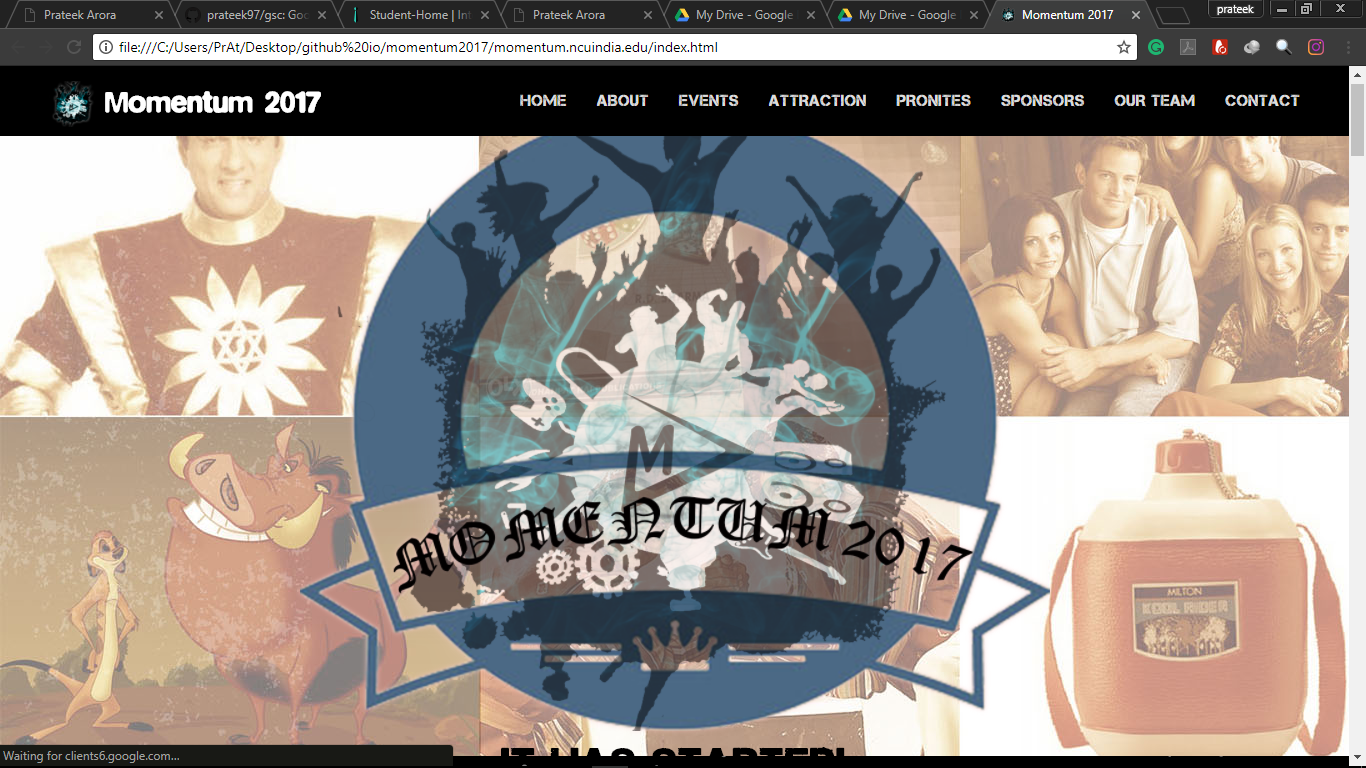 Prateek Arora
prateek97/gsc: Goo
Student-Home | Int
Prateek Arora
My Drive - Google
My Drive - Google
Momentum 2017
prateek
file:///C:/Users/PrAt/Desktop/github%20io/momentum2017/momentum.ncuindia.edu/index.html
Momentum 2017
HOME ABOUT EVENTS ATTRACTION PRONITES SPONSORS OUR TEAM CONTACT
M
MOMENTUM 2017
MILTON
KOOL RIDER
IT HAS STARTED!
Waiting for clients6.google.com...